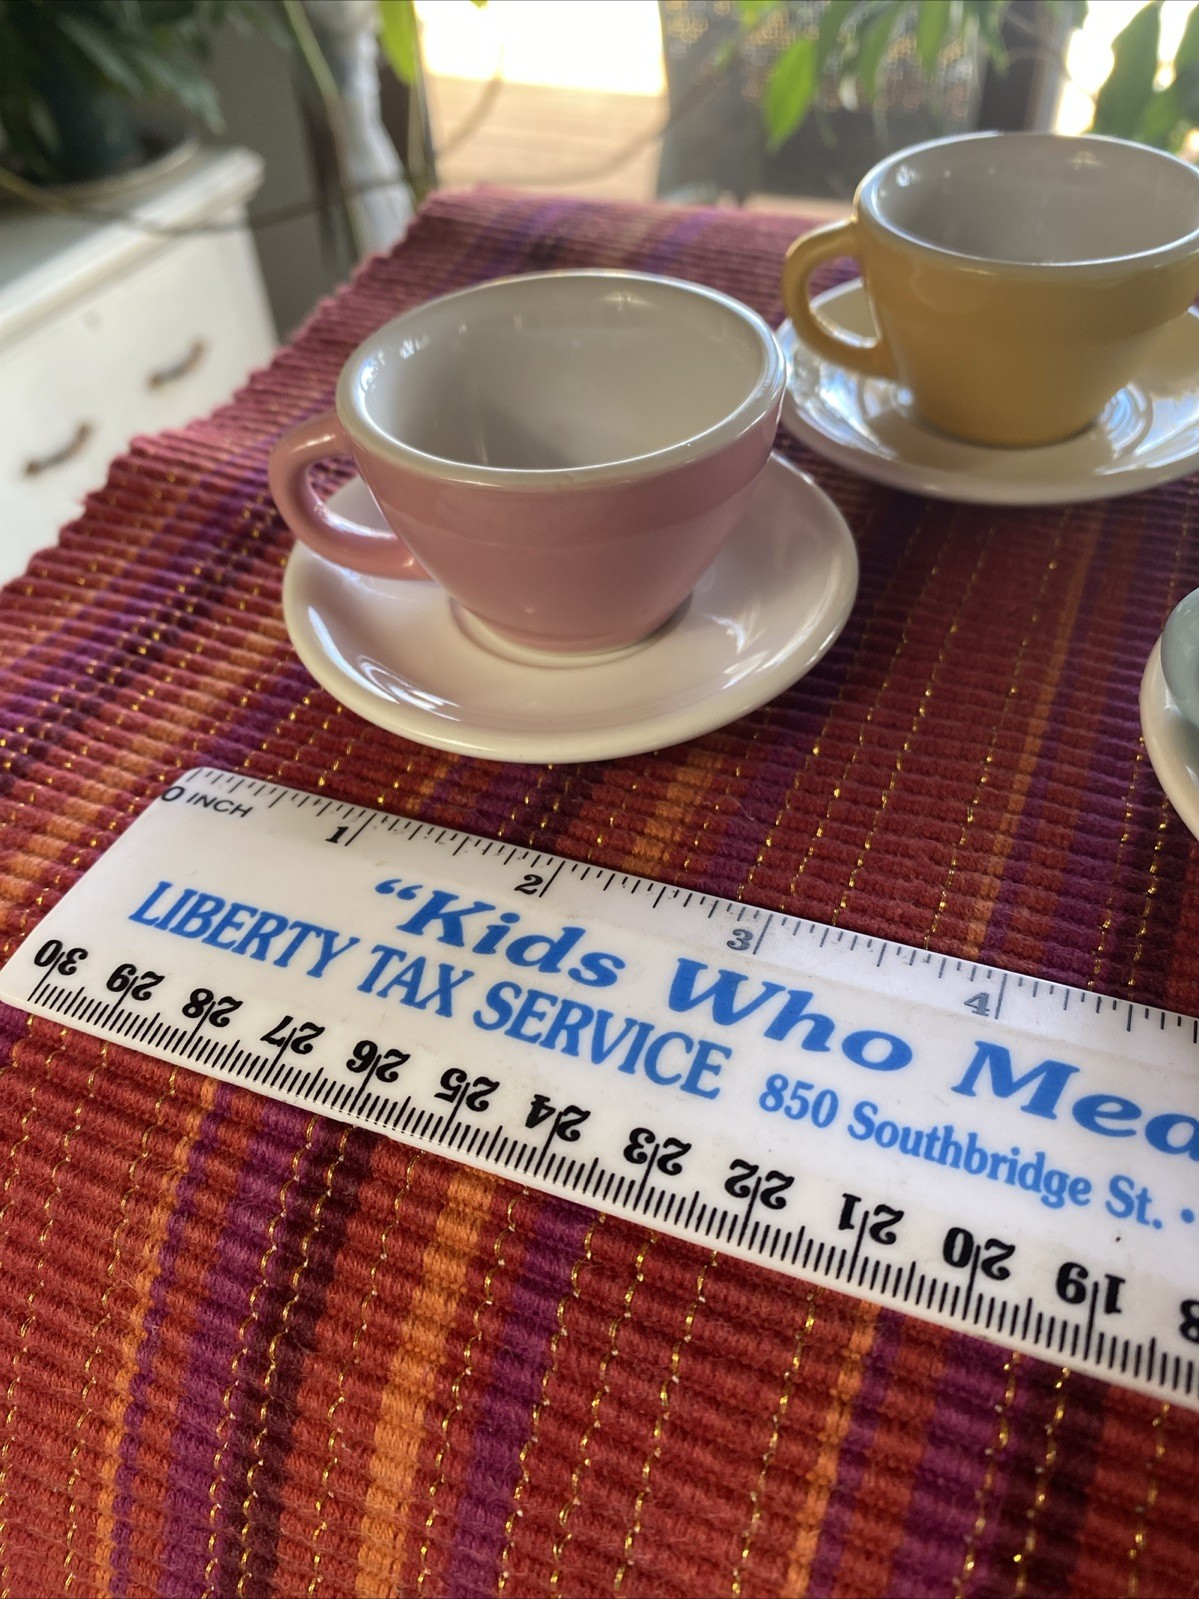 0 INCH 1 2 3 4
“Kids Who Mea
LIBERTY TAX SERVICE 850 Southbridge St. •
30 29 28 27 26 25 24 23 22 21 20 19